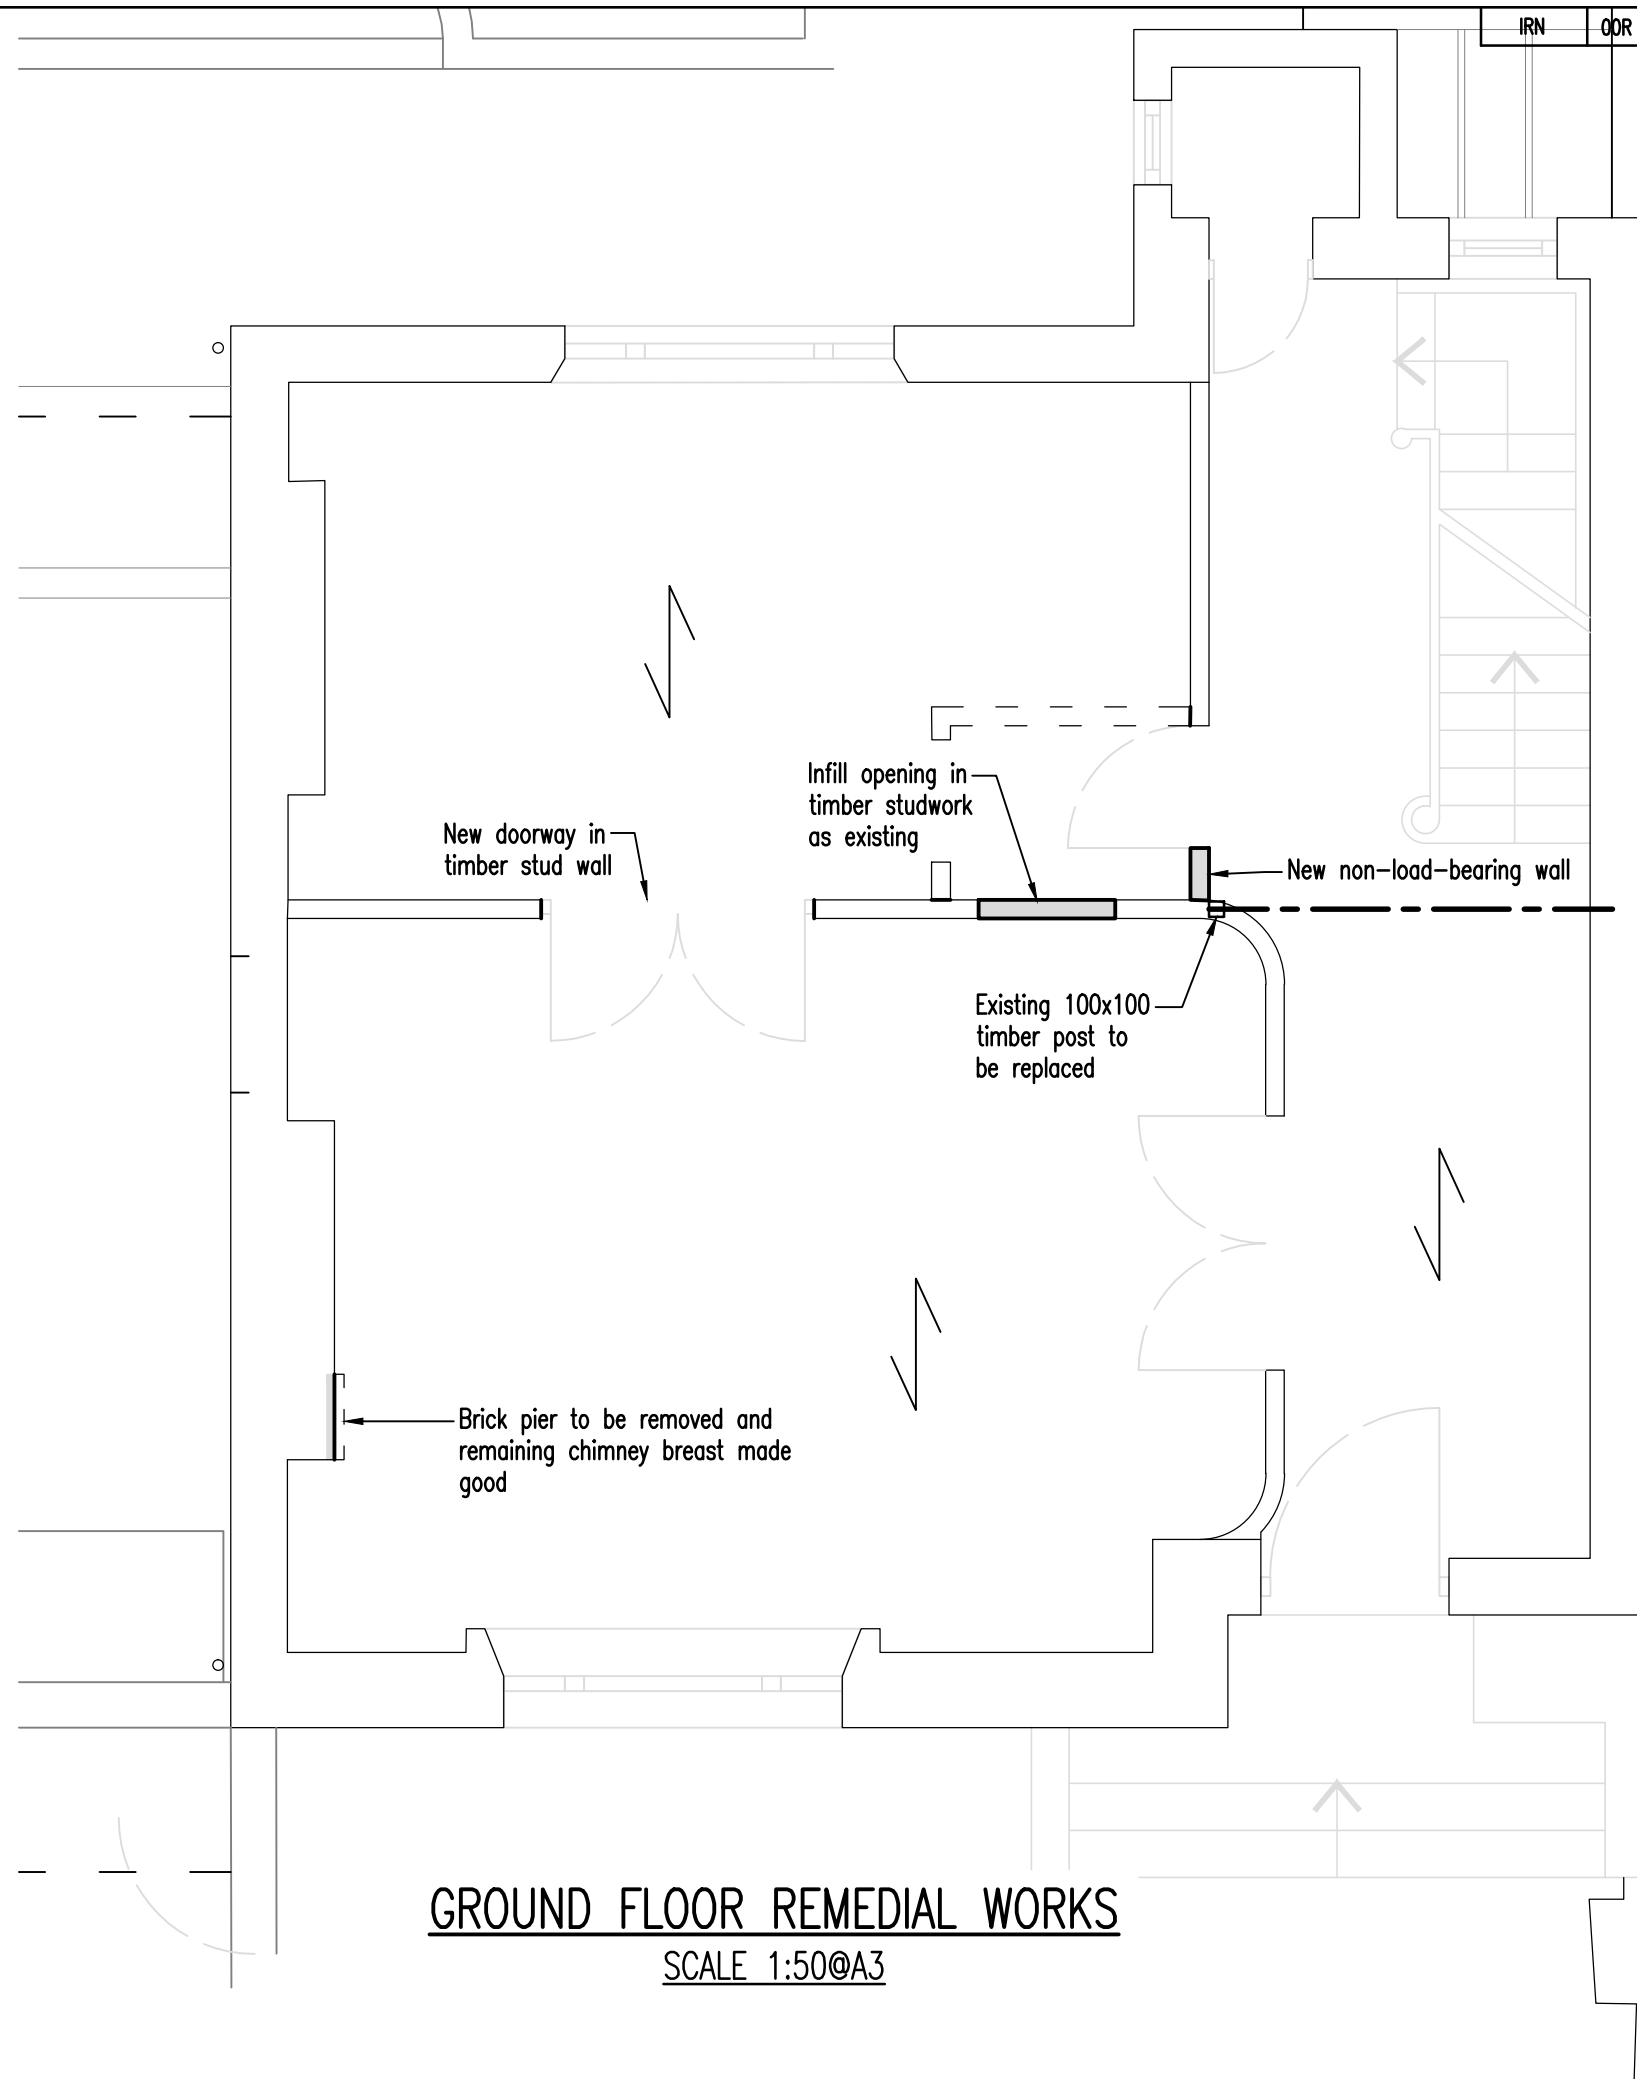 IRN
OOR
Infill opening in
timber studwork
as existing
New doorway in
timber stud wall
New non-load-bearing wall
Existing 100x100
timber post to
be replaced
Brick pier to be removed and
remaining chimney breast made
good
GROUND FLOOR REMEDIAL WORKS
SCALE 1:50@A3